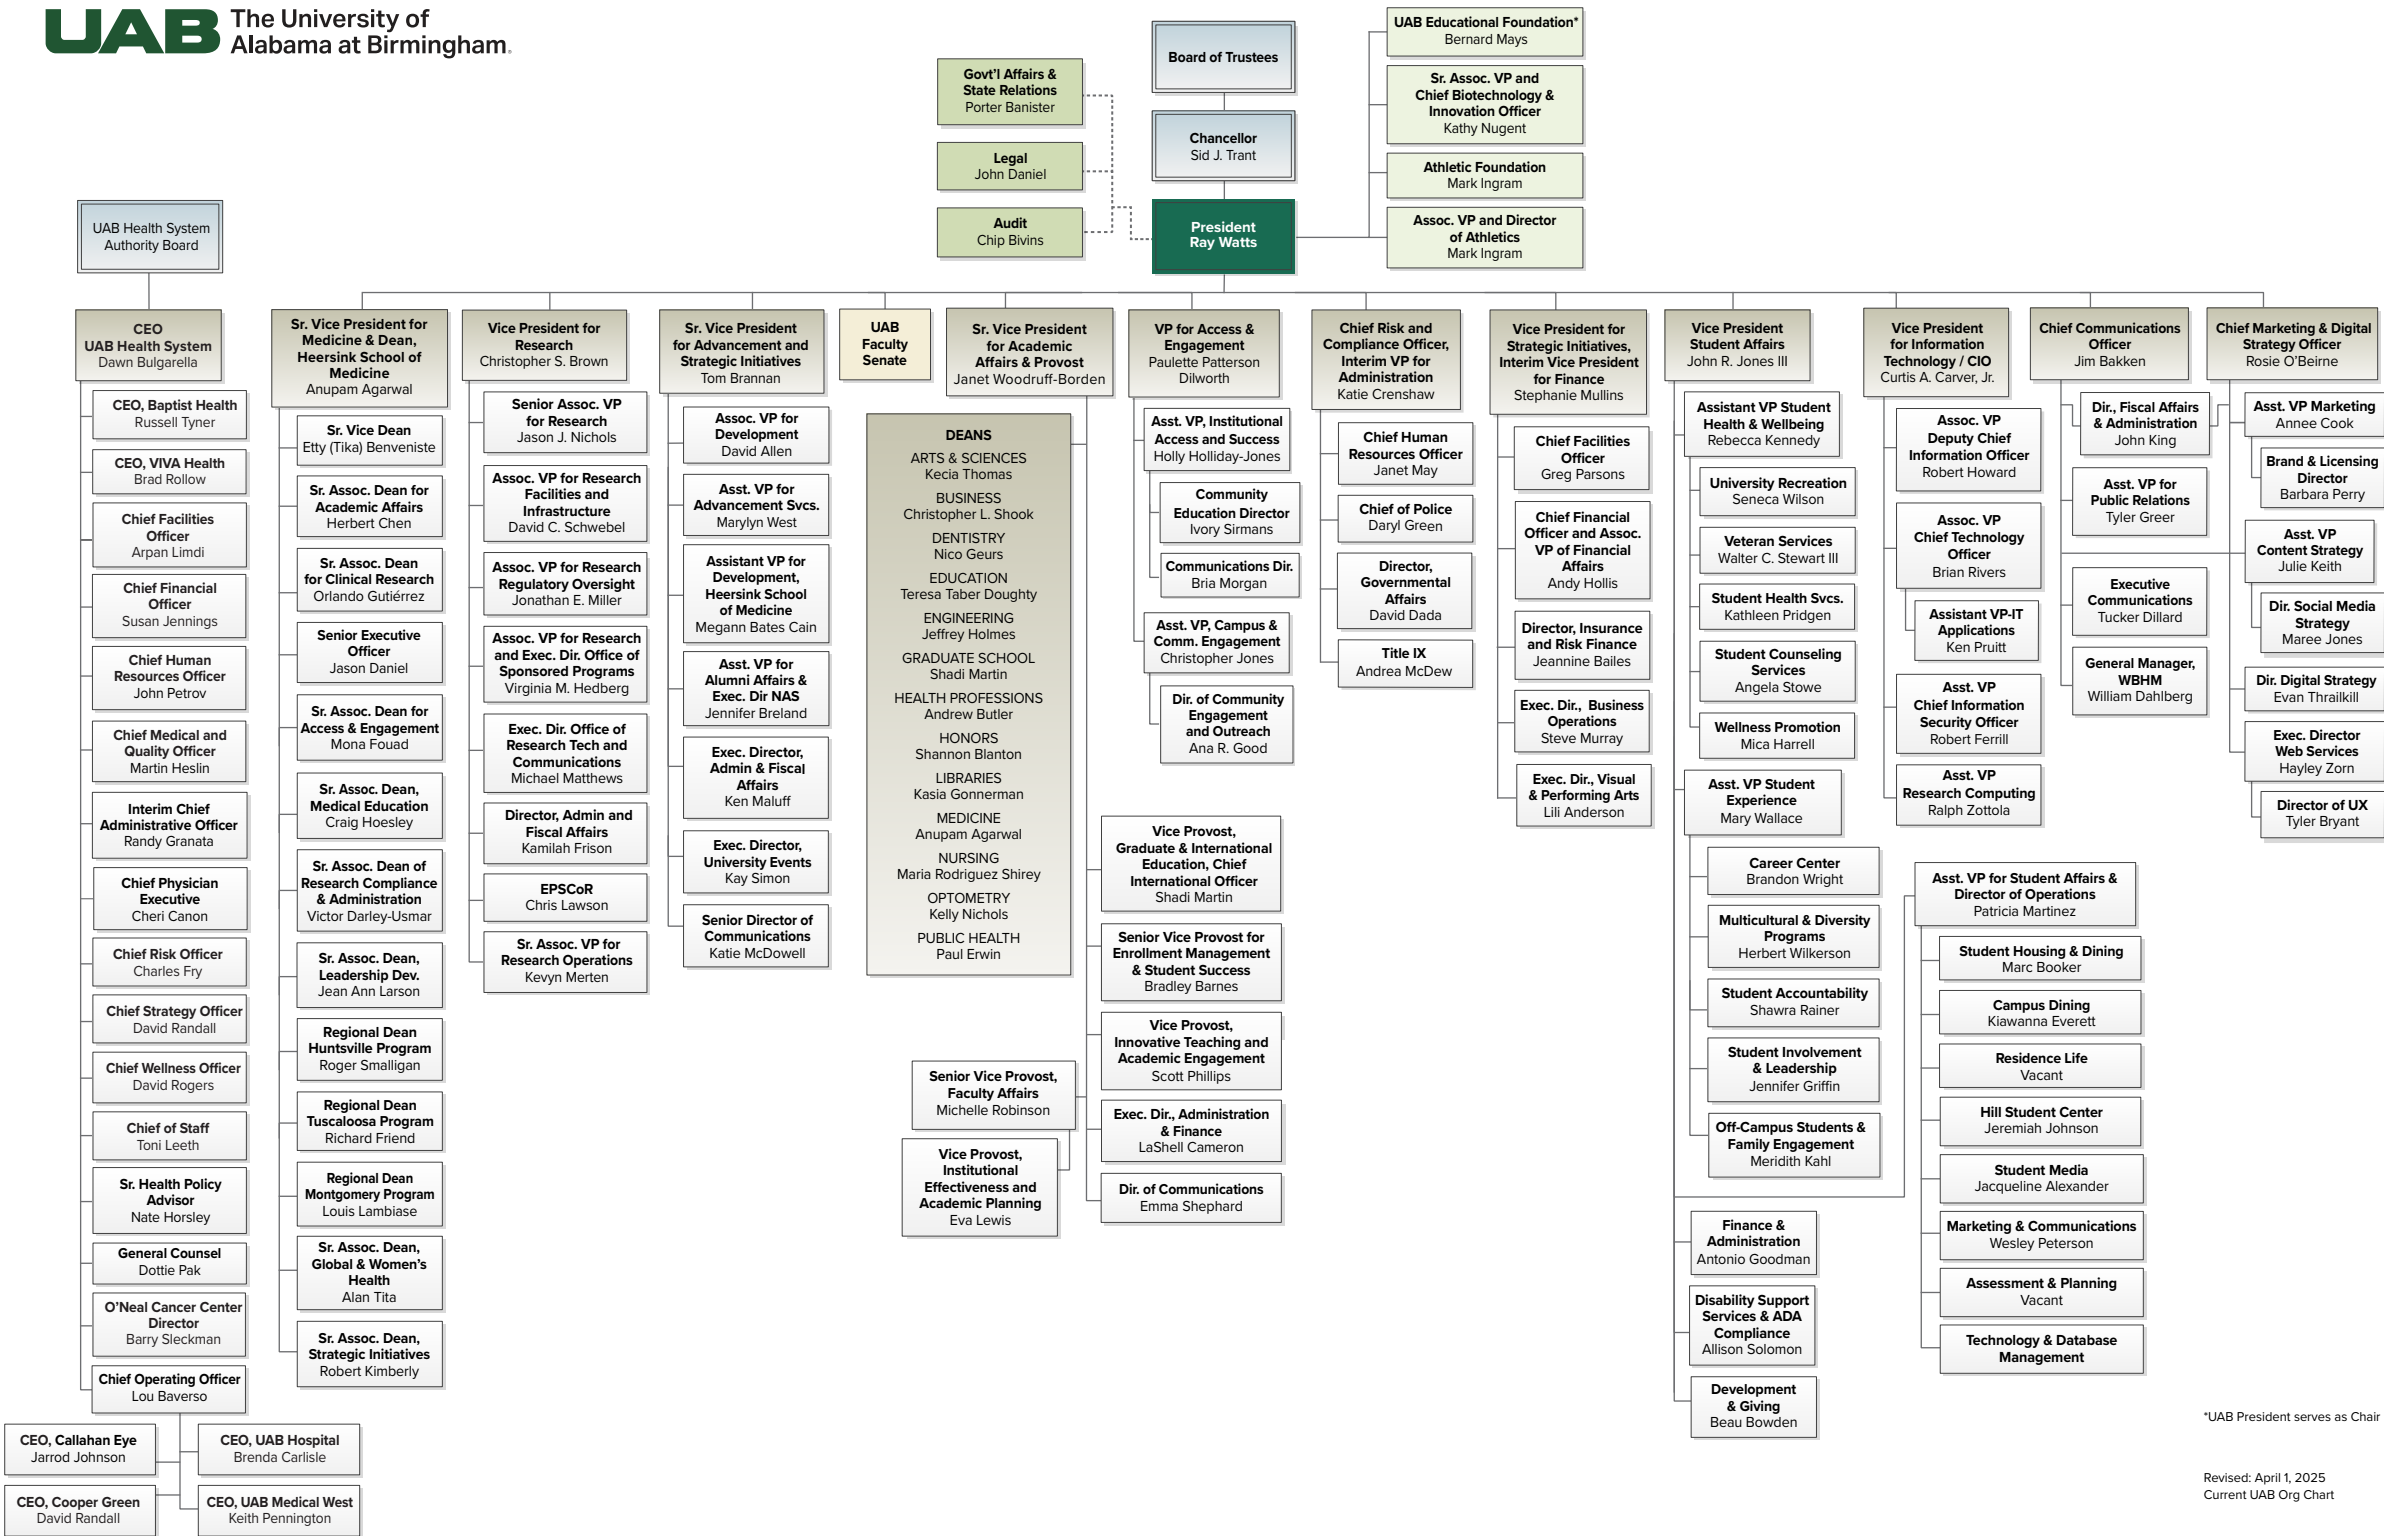 UAB The University of
Alabama at Birmingham.
Board of Trustees
Chancellor
Sid J. Trant
President
Ray Watts
Govt'l Affairs &
State Relations
Porter Banister
Legal
John Daniel
Audit
Chip Bivins
UAB Educational Foundation*
Bernard Mays
Sr. Assoc. VP and
Chief Biotechnology &
Innovation Officer
Kathy Nugent
Athletic Foundation
Mark Ingram
Assoc. VP and Director
of Athletics
Mark Ingram
UAB Health System
Authority Board
CEO
UAB Health System
Dawn Bulgarella
CEO, Baptist Health
Russell Tyner
CEO, VIVA Health
Brad Rollow
Chief Facilities
Officer
Arpan Limdi
Chief Financial
Officer
Susan Jennings
Chief Human
Resources Officer
John Petrov
Chief Medical and
Quality Officer
Martin Heslin
Interim Chief
Administrative Officer
Randy Granata
Chief Physician
Executive
Cheri Canon
Chief Risk Officer
Charles Fry
Chief Strategy Officer
David Randall
Chief Wellness Officer
David Rogers
Chief of Staff
Toni Leeth
Sr. Health Policy
Advisor
Nate Horsley
General Counsel
Dottie Pak
O'Neal Cancer Center
Director
Barry Sleckman
Chief Operating Officer
Lou Baverso
CEO, Callahan Eye
Jarrod Johnson
CEO, UAB Hospital
Brenda Carlisle
CEO, Cooper Green
David Randall
CEO, UAB Medical West
Keith Pennington
Sr. Vice President for
Medicine & Dean,
Heersink School of
Medicine
Anupam Agarwal
Sr. Vice Dean
Etty (Tika) Benveniste
Sr. Assoc. Dean for
Academic Affairs
Herbert Chen
Sr. Assoc. Dean
for Clinical Research
Orlando Gutiérrez
Senior Executive
Officer
Jason Daniel
Sr. Assoc. Dean for
Access & Engagement
Mona Fouad
Sr. Assoc. Dean,
Medical Education
Craig Hoesley
Sr. Assoc. Dean of
Research Compliance
& Administration
Victor Darley-Usmar
Sr. Assoc. Dean,
Leadership Dev.
Jean Ann Larson
Regional Dean
Huntsville Program
Roger Smalligan
Regional Dean
Tuscaloosa Program
Richard Friend
Regional Dean
Montgomery Program
Louis Lambiase
Sr. Assoc. Dean,
Global & Women's
Health
Alan Tita
Sr. Assoc. Dean,
Strategic Initiatives
Robert Kimberly
Vice President for
Research
Christopher S. Brown
Senior Assoc. VP
for Research
Jason J. Nichols
Assoc. VP for Research
Facilities and
Infrastructure
David C. Schwebel
Assoc. VP for Research
Regulatory Oversight
Jonathan E. Miller
Assoc. VP for Research
and Exec. Dir. Office of
Sponsored Programs
Virginia M. Hedberg
Exec. Dir. Office of
Research Tech and
Communications
Michael Matthews
Director, Admin and
Fiscal Affairs
Kamilah Frison
EPSCoR
Chris Lawson
Sr. Assoc. VP for
Research Operations
Kevyn Merten
Sr. Vice President
for Advancement and
Strategic Initiatives
Tom Brannan
Assoc. VP for
Development
David Allen
Asst. VP for
Advancement Svcs.
Marylyn West
Assistant VP for
Development,
Heersink School
of Medicine
Megann Bates Cain
Asst. VP for
Alumni Affairs &
Exec. Dir NAS
Jennifer Breland
Exec. Director,
Admin & Fiscal
Affairs
Ken Maluff
Exec. Director,
University Events
Kay Simon
Senior Director of
Communications
Katie McDowell
UAB
Faculty
Senate
Sr. Vice President
for Academic
Affairs & Provost
Janet Woodruff-Borden
DEANS
ARTS & SCIENCES
Kecia Thomas
BUSINESS
Christopher L. Shook
DENTISTRY
Nico Geurs
EDUCATION
Teresa Taber Doughty
ENGINEERING
Jeffrey Holmes
GRADUATE SCHOOL
Shadi Martin
HEALTH PROFESSIONS
Andrew Butler
HONORS
Shannon Blanton
LIBRARIES
Kasia Gonnerman
MEDICINE
Anupam Agarwal
NURSING
Maria Rodriguez Shirey
OPTOMETRY
Kelly Nichols
PUBLIC HEALTH
Paul Erwin
Vice Provost,
Graduate & International
Education, Chief
International Officer
Shadi Martin
Senior Vice Provost for
Enrollment Management
& Student Success
Bradley Barnes
Vice Provost,
Innovative Teaching and
Academic Engagement
Scott Phillips
Senior Vice Provost,
Faculty Affairs
Michelle Robinson
Exec. Dir., Administration
& Finance
LaShell Cameron
Vice Provost,
Institutional
Effectiveness and
Academic Planning
Eva Lewis
Dir. of Communications
Emma Shephard
VP for Access &
Engagement
Paulette Patterson
Dilworth
Asst. VP, Institutional
Access and Success
Holly Holliday-Jones
Community
Education Director
Ivory Sirmans
Communications Dir.
Bria Morgan
Asst. VP, Campus &
Comm. Engagement
Christopher Jones
Dir. of Community
Engagement
and Outreach
Ana R. Good
Chief Risk and
Compliance Officer,
Interim VP for
Administration
Katie Crenshaw
Chief Human
Resources Officer
Janet May
Chief of Police
Daryl Green
Director,
Governmental
Affairs
David Dada
Title IX
Andrea McDew
Vice President for
Strategic Initiatives,
Interim Vice President
for Finance
Stephanie Mullins
Chief Facilities
Officer
Greg Parsons
Chief Financial
Officer and Assoc.
VP of Financial
Affairs
Andy Hollis
Director, Insurance
and Risk Finance
Jeannine Bailes
Exec. Dir., Business
Operations
Steve Murray
Exec. Dir., Visual
& Performing Arts
Lili Anderson
Vice President
Student Affairs
John R. Jones III
Assistant VP Student
Health & Wellbeing
Rebecca Kennedy
University Recreation
Seneca Wilson
Veteran Services
Walter C. Stewart III
Student Health Svcs.
Kathleen Pridgen
Student Counseling
Services
Angela Stowe
Wellness Promotion
Mica Harrell
Asst. VP Student
Experience
Mary Wallace
Career Center
Brandon Wright
Multicultural & Diversity
Programs
Herbert Wilkerson
Student Accountability
Shawra Rainer
Student Involvement
& Leadership
Jennifer Griffin
Off-Campus Students &
Family Engagement
Meridith Kahl
Finance &
Administration
Antonio Goodman
Disability Support
Services & ADA
Compliance
Allison Solomon
Development
& Giving
Beau Bowden
Asst. VP for Student Affairs &
Director of Operations
Patricia Martinez
Student Housing & Dining
Marc Booker
Campus Dining
Kiawanna Everett
Residence Life
Vacant
Hill Student Center
Jeremiah Johnson
Student Media
Jacqueline Alexander
Marketing & Communications
Wesley Peterson
Assessment & Planning
Vacant
Technology & Database
Management
Vice President
for Information
Technology / CIO
Curtis A. Carver, Jr.
Assoc. VP
Deputy Chief
Information Officer
Robert Howard
Assoc. VP
Chief Technology
Officer
Brian Rivers
Assistant VP-IT
Applications
Ken Pruitt
Asst. VP
Chief Information
Security Officer
Robert Ferrill
Asst. VP
Research Computing
Ralph Zottola
Chief Communications
Officer
Jim Bakken
Dir., Fiscal Affairs
& Administration
John King
Asst. VP for
Public Relations
Tyler Greer
Executive
Communications
Tucker Dillard
General Manager,
WBHM
William Dahlberg
Chief Marketing & Digital
Strategy Officer
Rosie O'Beirne
Asst. VP Marketing
Annee Cook
Brand & Licensing
Director
Barbara Perry
Asst. VP
Content Strategy
Julie Keith
Dir. Social Media
Strategy
Maree Jones
Dir. Digital Strategy
Evan Thrailkill
Exec. Director
Web Services
Hayley Zorn
Director of UX
Tyler Bryant
*UAB President serves as Chair
Revised: April 1, 2025
Current UAB Org Chart